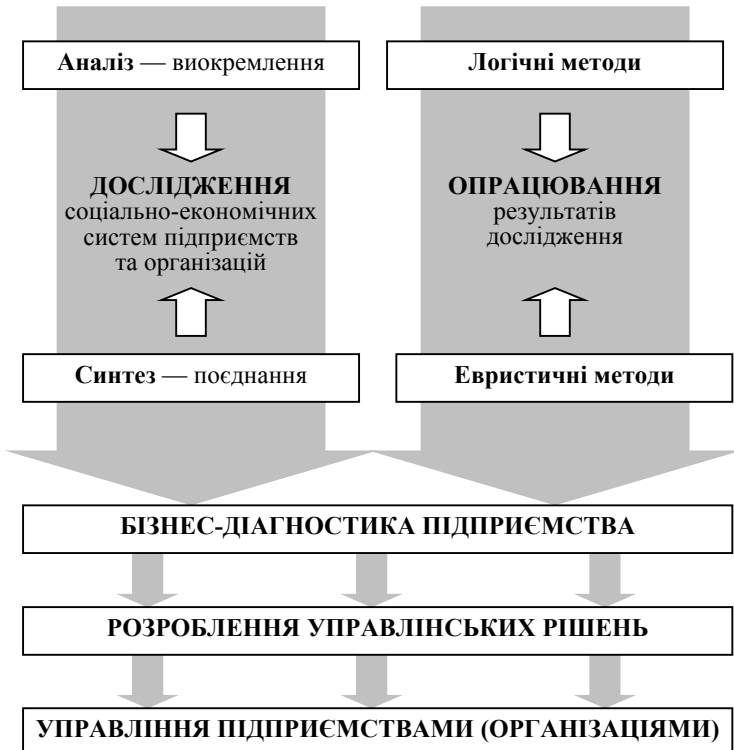 Аналіз — виокремлення
Логічні методи
ДОСЛІДЖЕННЯ
соціально-економічних
систем підприємств
та організацій
ОПРАЦЮВАННЯ
результатів
дослідження
Синтез — поєднання
Евристичні методи
БІЗНЕС-ДІАГНОСТИКА ПІДПРИЄМСТВА
РОЗРОБЛЕННЯ УПРАВЛІНСЬКИХ РІШЕНЬ
УПРАВЛІННЯ ПІДПРИЄМСТВАМИ (ОРГАНІЗАЦІЯМИ)